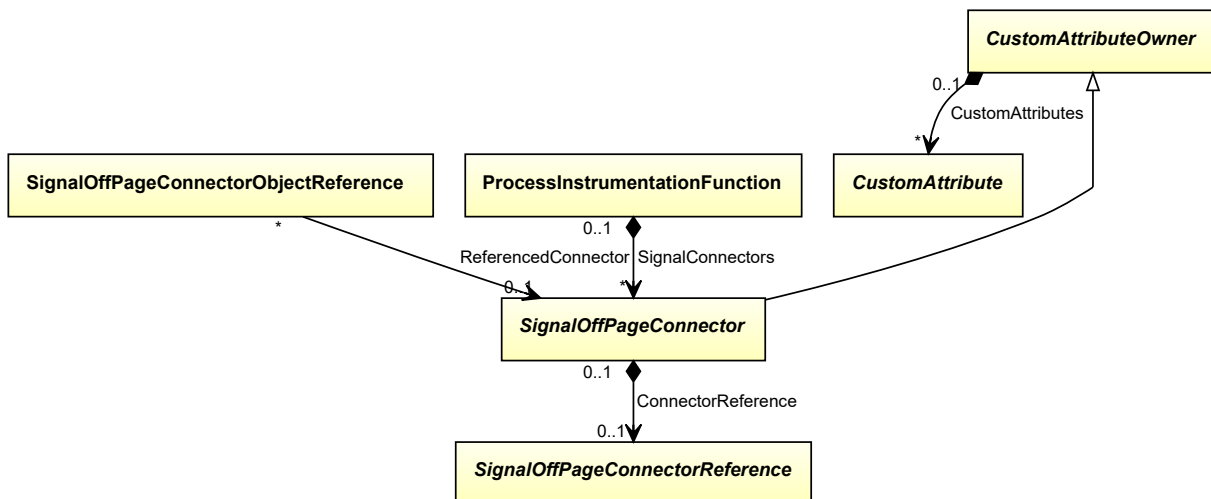 CustomAttributeOwner
0..1
CustomAttributes
*
SignalOffPageConnectorObjectReference
ProcessInstrumentationFunction
CustomAttribute
*
0..1
ReferencedConnector
SignalConnectors
0..1
*
SignalOffPageConnector
0..1
ConnectorReference
0..1
SignalOffPageConnectorReference